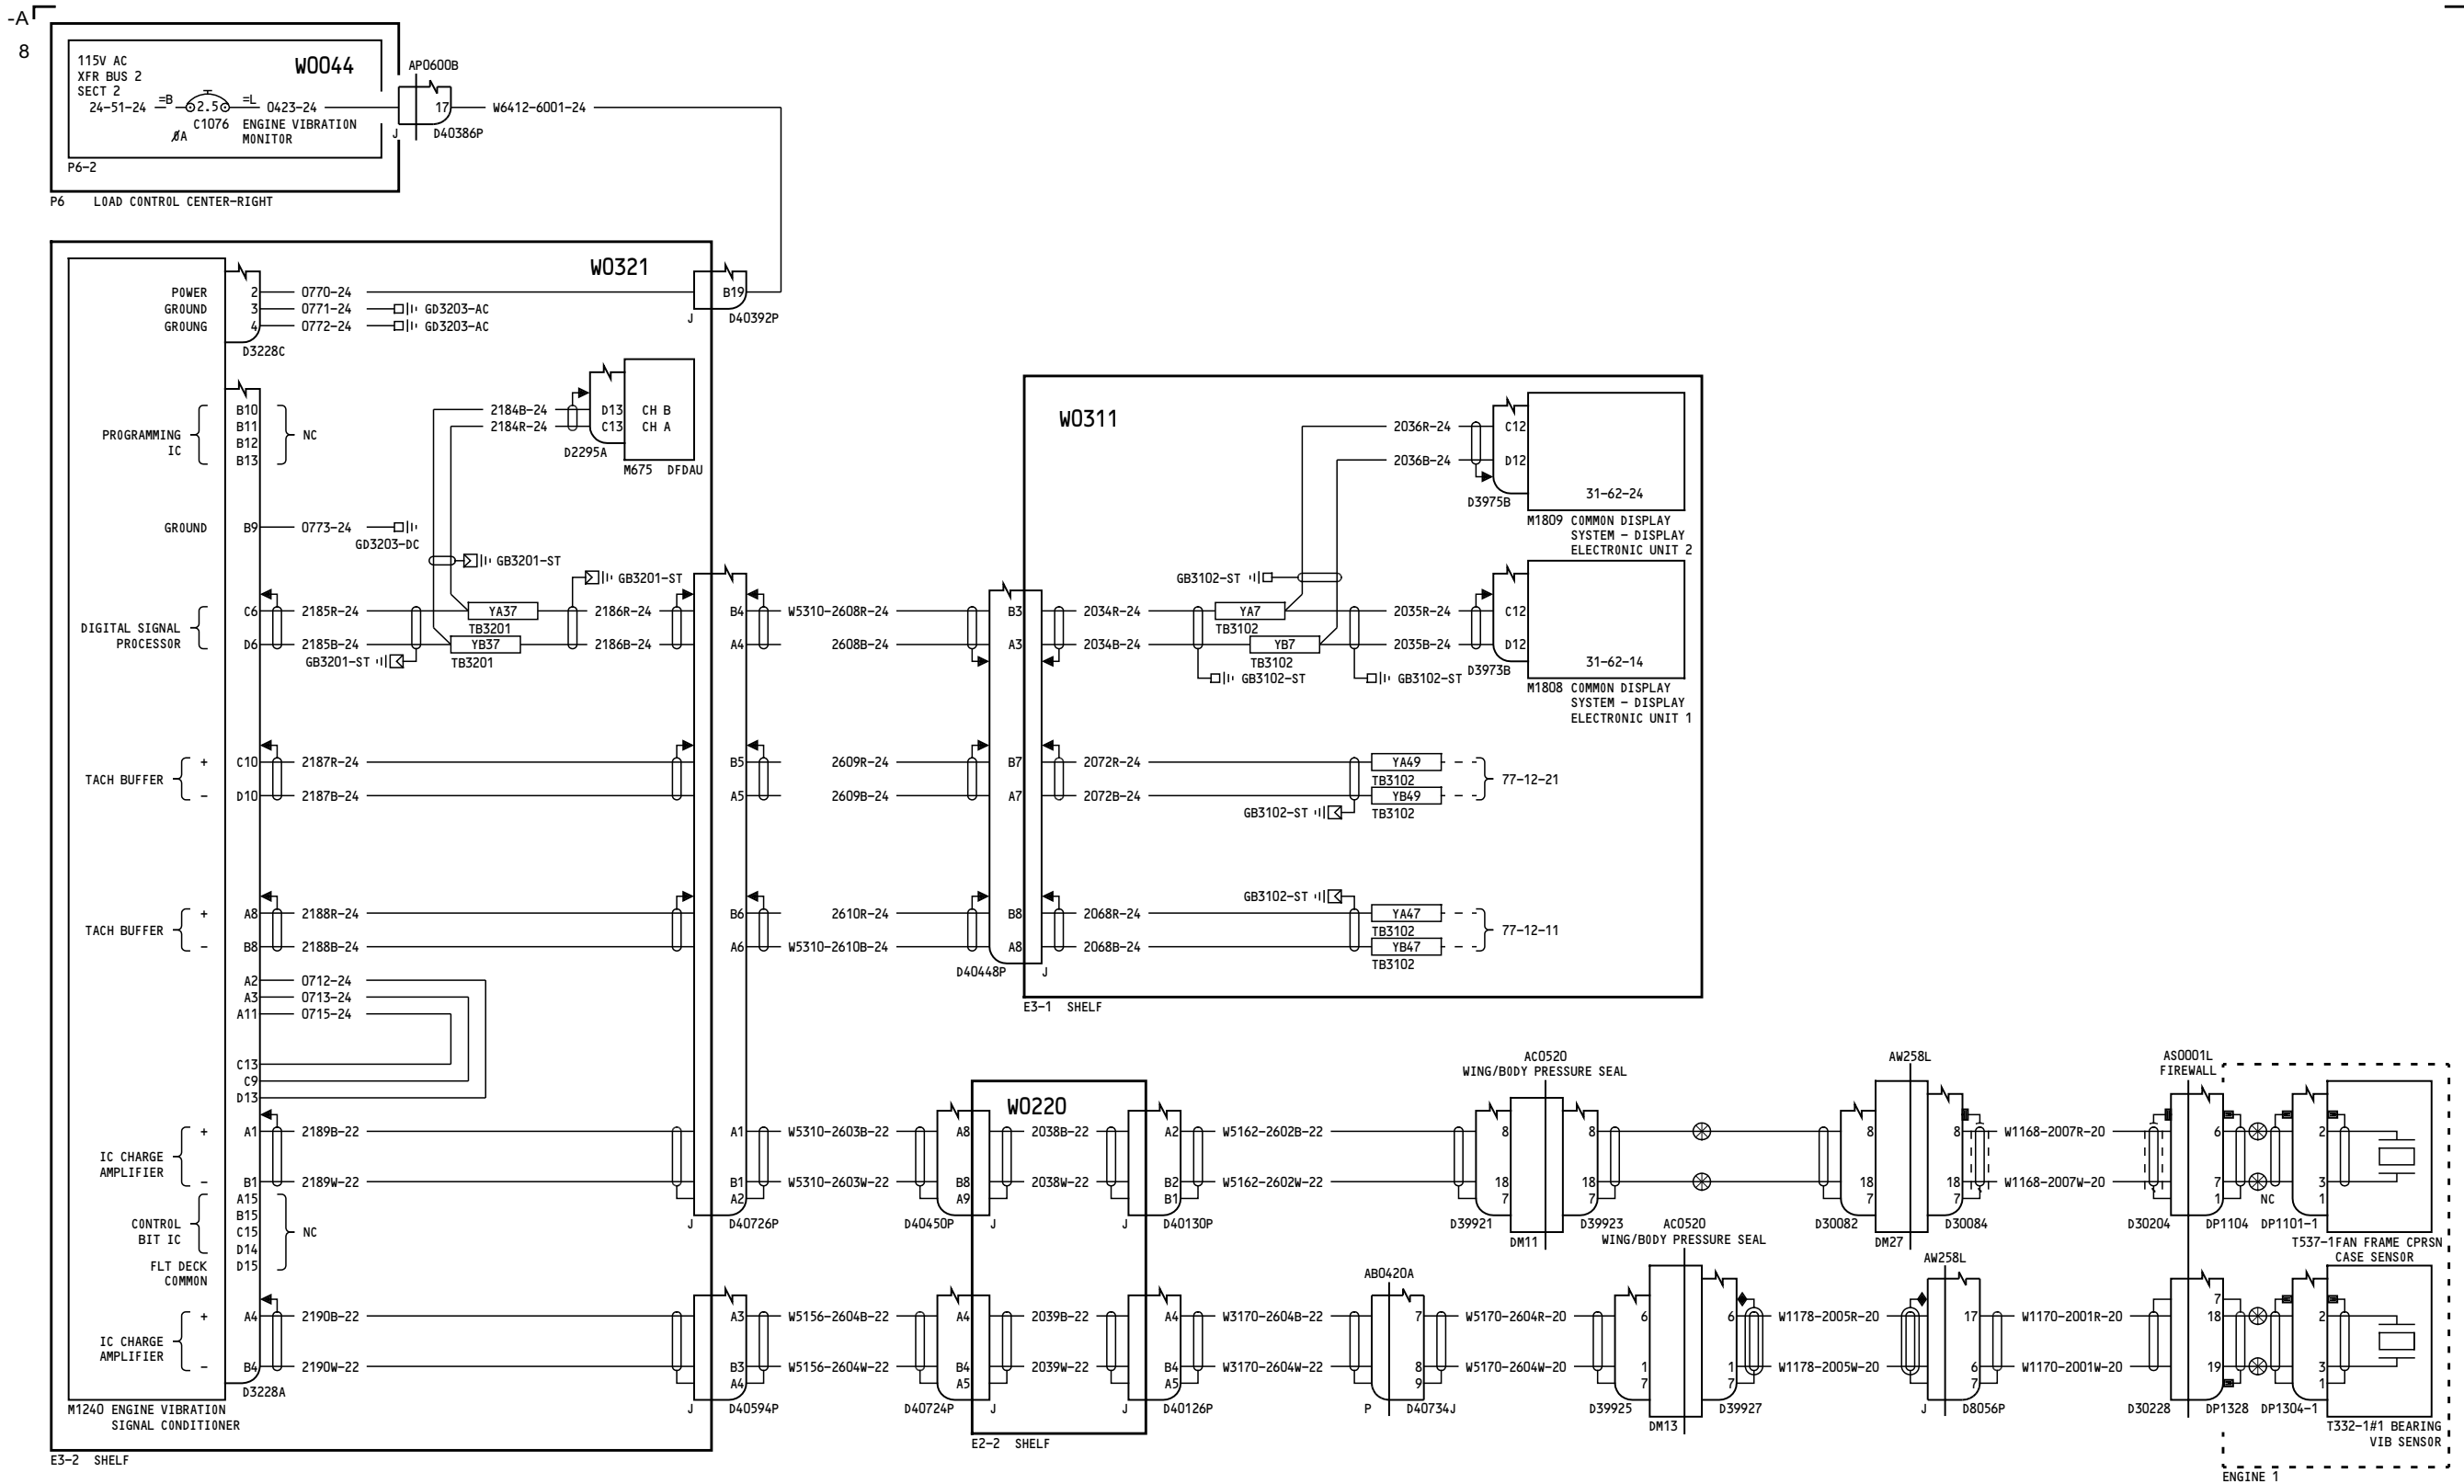 -A
8
115V AC
XFR BUS 2
SECT 2
W0044
24-51-24 =B 2.5 =L 0423-24
C1076 ENGINE VIBRATION
MONITOR
ØA
P6-2
P6 LOAD CONTROL CENTER-RIGHT
AP0600B
17 W6412-6001-24
J D40386P
W0321
POWER 2 0770-24 B19
GROUND 3 0771-24 GD3203-AC
GROUNG 4 0772-24 GD3203-AC
J D40392P
D3228C
PROGRAMMING
IC
B10
B11
B12
B13
NC
2184B-24 D13 CH B
2184R-24 C13 CH A
D2295A
M675 DFDAU
GROUND B9 0773-24
GD3203-DC
GB3201-ST
GB3201-ST
DIGITAL SIGNAL
PROCESSOR
C6 2185R-24 YA37 2186R-24 B4 W5310-2608R-24 B3 2034R-24 YA7 2035R-24 C12
TB3201
TB3102
D6 2185B-24 YB37 2186B-24 A4 2608B-24 A3 2034B-24 YB7 2035B-24 D12
GB3201-ST
TB3201
TB3102
GB3102-ST
GB3102-ST
GB3102-ST
W0311
2036R-24 C12
2036B-24 D12
31-62-24
D3975B
M1809 COMMON DISPLAY
SYSTEM - DISPLAY
ELECTRONIC UNIT 2
31-62-14
D3973B
M1808 COMMON DISPLAY
SYSTEM - DISPLAY
ELECTRONIC UNIT 1
TACH BUFFER
+ C10 2187R-24 B5 2609R-24 B7 2072R-24 YA49
TB3102
77-12-21
- D10 2187B-24 A5 2609B-24 A7 2072B-24 YB49
GB3102-ST TB3102
GB3102-ST
TACH BUFFER
+ A8 2188R-24 B6 2610R-24 B8 2068R-24 YA47
TB3102
77-12-11
- B8 2188B-24 A6 W5310-2610B-24 A8 2068B-24 YB47
TB3102
D40448P J
E3-1 SHELF
A2 0712-24
A3 0713-24
A11 0715-24
C13
C9
D13
W0220
AC0520
WING/BODY PRESSURE SEAL
AW258L
AS0001L
FIREWALL
IC CHARGE
AMPLIFIER
+ A1 2189B-22 A1 W5310-2603B-22 A8 2038B-22 A2 W5162-2602B-22 8 8 8 8 W1168-2007R-20 6 2
- B1 2189W-22 B1 W5310-2603W-22 B8 2038W-22 B2 W5162-2602W-22 18 18 18 18 W1168-2007W-20 7 3
A2 A9 B1 7 7 7 7 1 NC 1
J D40726P D40450P J J D40130P D39921 DM11 D39923 D30082 DM27 D30084 D30204 DP1104 DP1101-1
T537-1 FAN FRAME CPRSN
CASE SENSOR
CONTROL
BIT IC
A15
B15
C15
D14
D15
NC
FLT DECK
COMMON
AB0420A
AC0520
WING/BODY PRESSURE SEAL
AW258L
IC CHARGE
AMPLIFIER
+ A4 2190B-22 A3 W5156-2604B-22 A4 2039B-22 A4 W3170-2604B-22 7 W5170-2604R-20 6 6 W1178-2005R-20 17 W1170-2001R-20 7 18 2
- B4 2190W-22 B3 W5156-2604W-22 B4 2039W-22 B4 W3170-2604W-22 8 W5170-2604W-20 1 1 W1178-2005W-20 6 W1170-2001W-20 19 3
A4 A5 A5 9 7 7 7 1
D3228A J D40594P D40724P J J D40126P P D40734J D39925 DM13 D39927 J D8056P D30228 DP1328 DP1304-1
M1240 ENGINE VIBRATION
SIGNAL CONDITIONER
T332-1 #1 BEARING
VIB SENSOR
E2-2 SHELF
E3-2 SHELF
ENGINE 1